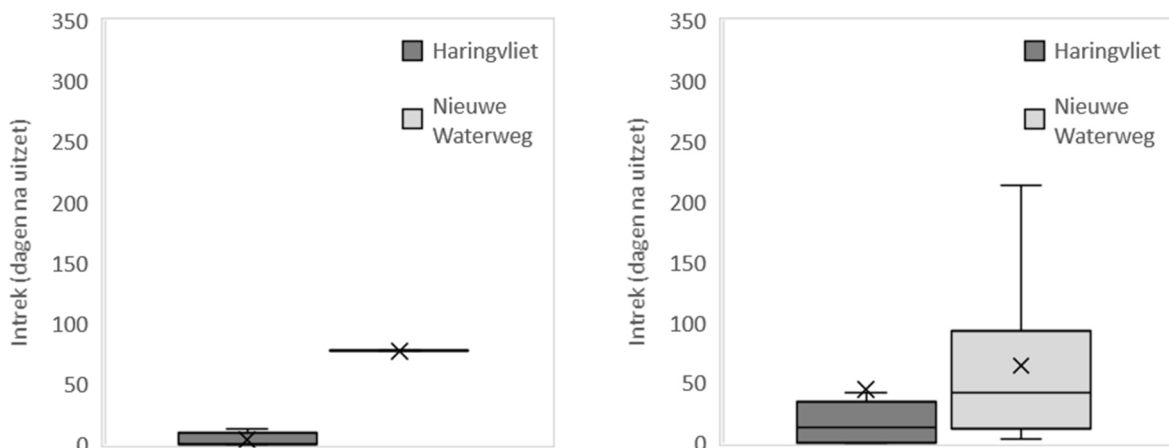 Intrek (dagen na uitzet)
350
300
250
200
150
100
50
0
Haringvliet
Nieuwe
Waterweg
Intrek (dagen na uitzet)
350
300
250
200
150
100
50
0
Haringvliet
Nieuwe
Waterweg